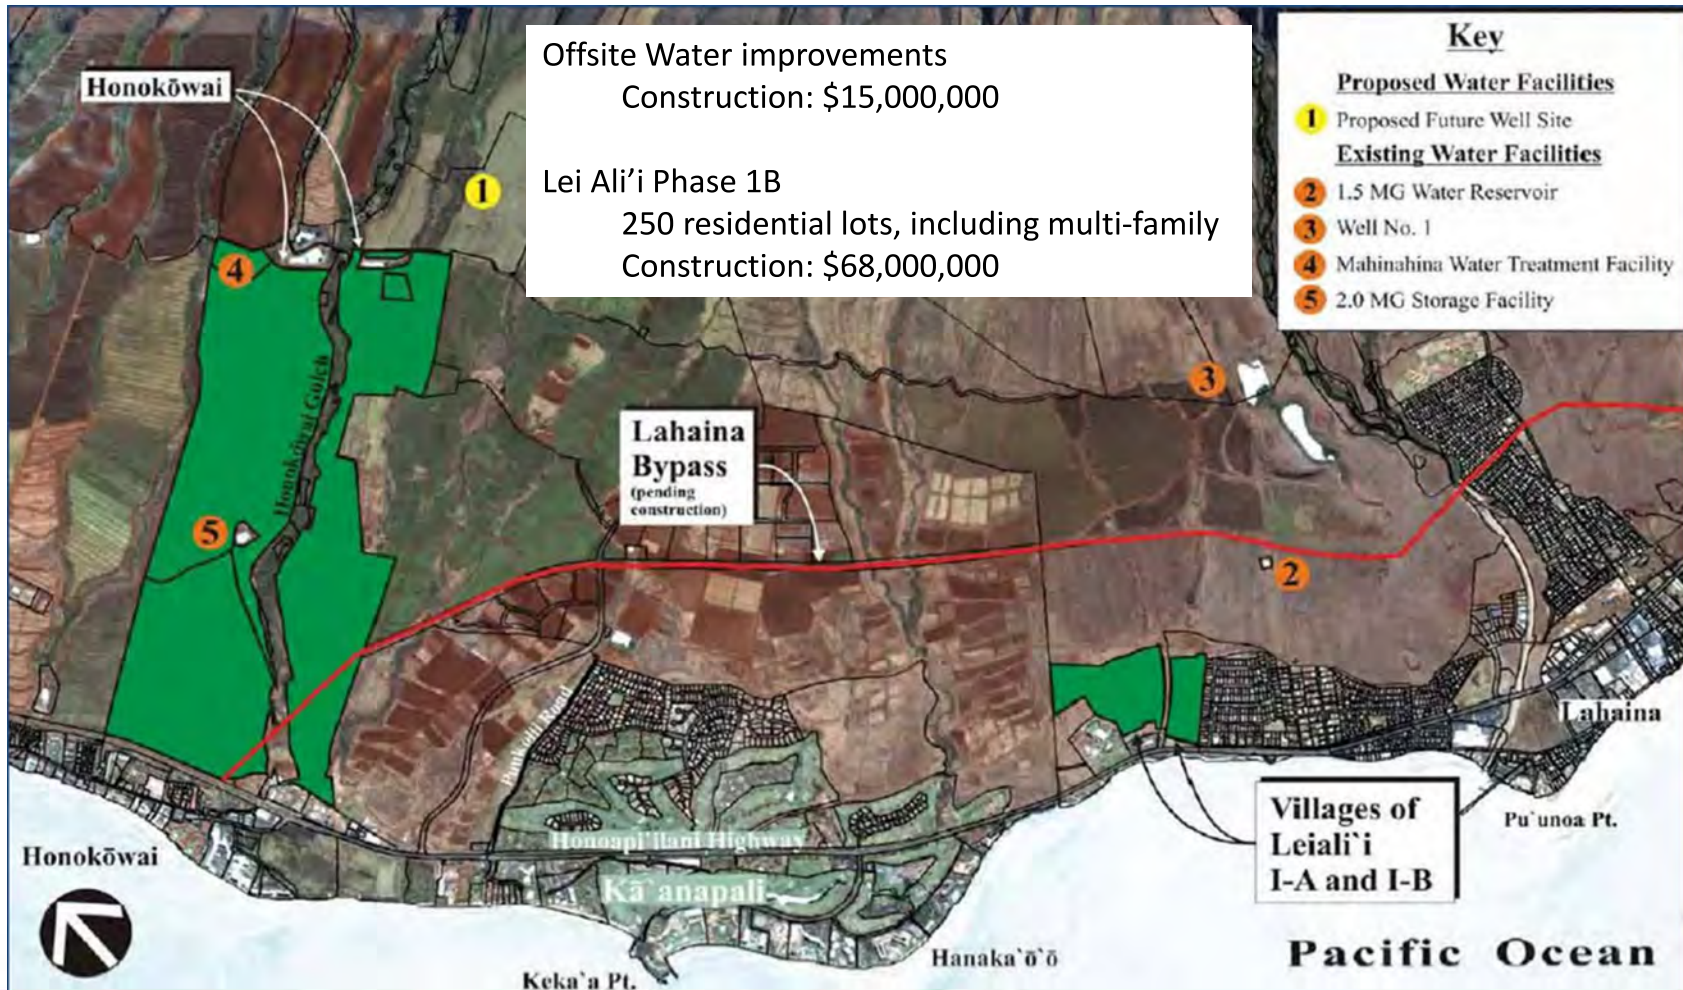 Offsite Water improvements
Construction: $15,000,000
Lei Ali’i Phase 1B
250 residential lots, including multi-family
Construction: $68,000,000
Key
Proposed Water Facilities
1 Proposed Future Well Site
Existing Water Facilities
2 1.5 MG Water Reservoir
3 Well No. 1
4 Mahinahina Water Treatment Facility
5 2.0 MG Storage Facility
Honokōwai
1
4
Honokōwai Gulch
3
Lahaina
Bypass
(pending
construction)
5
2
Puukolii Road
Lahaina
Villages of
Leiali`i
I-A and I-B
Pu`unoa Pt.
Honoapi`ilani Highway
Honokōwai
Kā`anapali
Hanaka`ō`ō
Keka`a Pt.
Pacific Ocean